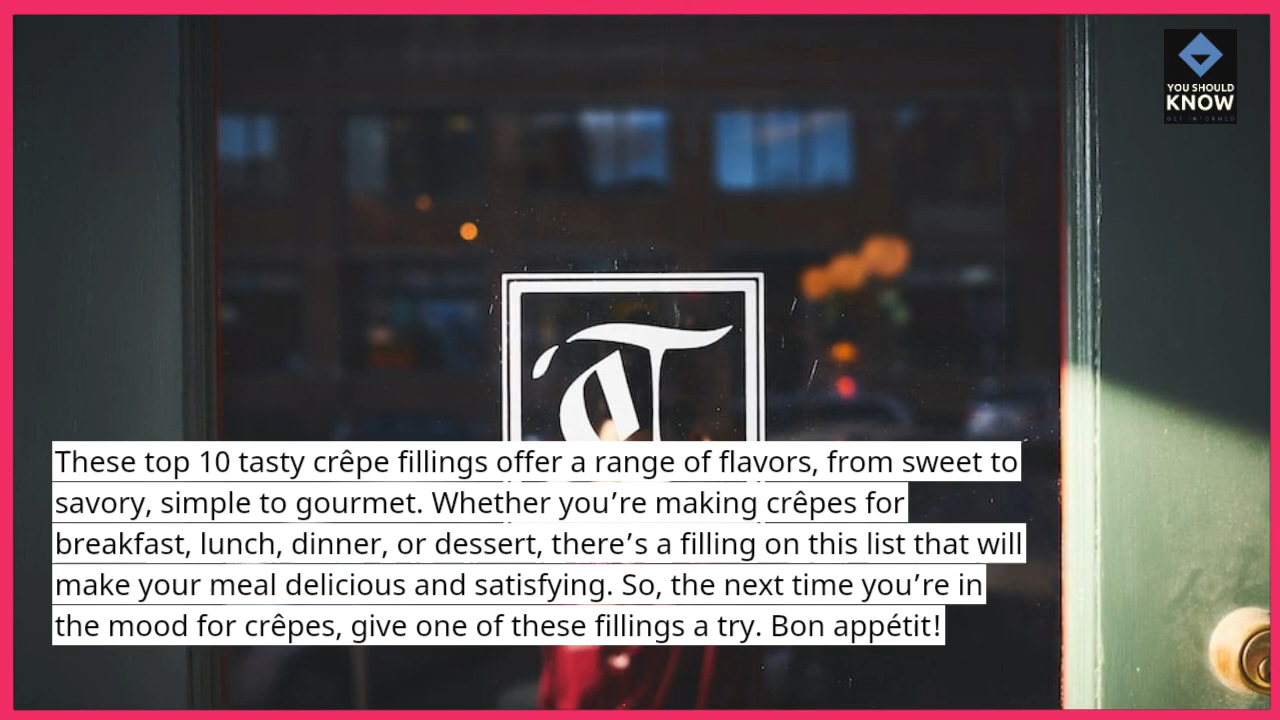 YOU SHOULD
KNOW
GET INFORMED
These top 10 tasty crêpe fillings offer a range of flavors, from sweet to
savory, simple to gourmet. Whether you’re making crêpes for
breakfast, lunch, dinner, or dessert, there’s a filling on this list that will
make your meal delicious and satisfying. So, the next time you’re in
the mood for crêpes, give one of these fillings a try. Bon appétit!